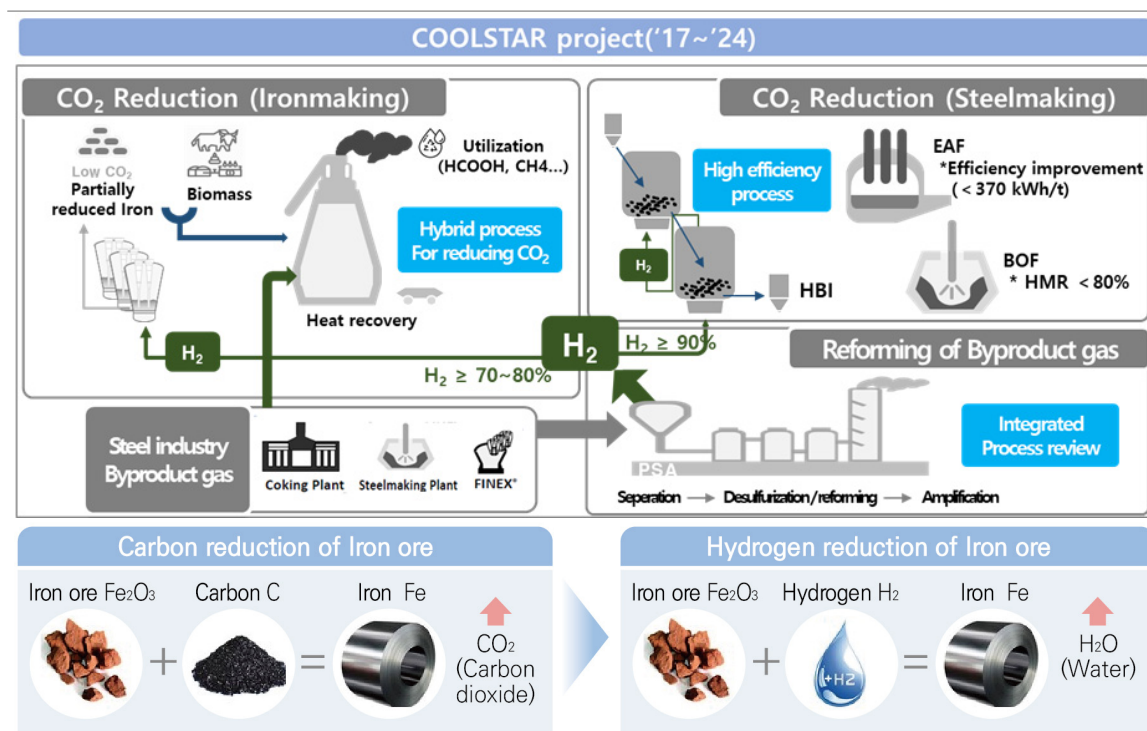 COOLSTAR project('17~'24)
CO₂ Reduction (Ironmaking)
Low CO₂
Partially
reduced Iron
Biomass
Utilization
(HCOOH, CH4...)
Hybrid process
For reducing CO₂
Heat recovery
H₂
H₂ ≥ 70~80%
H₂
H₂ ≥ 90%
CO₂ Reduction (Steelmaking)
High efficiency
process
H₂
HBI
EAF
*Efficiency improvement
(< 370 kWh/t)
BOF
* HMR < 80%
Reforming of Byproduct gas
Integrated
Process review
PSA
Seperation → Desulfurization/reforming → Amplification
Steel industry
Byproduct gas
Coking Plant
Steelmaking Plant
FINEX®
Carbon reduction of Iron ore
Iron ore Fe₂O₃
Carbon C
Iron Fe
+
=
CO₂
(Carbon
dioxide)
Hydrogen reduction of Iron ore
Iron ore Fe₂O₃
Hydrogen H₂
Iron Fe
+
+H2
=
H₂O
(Water)